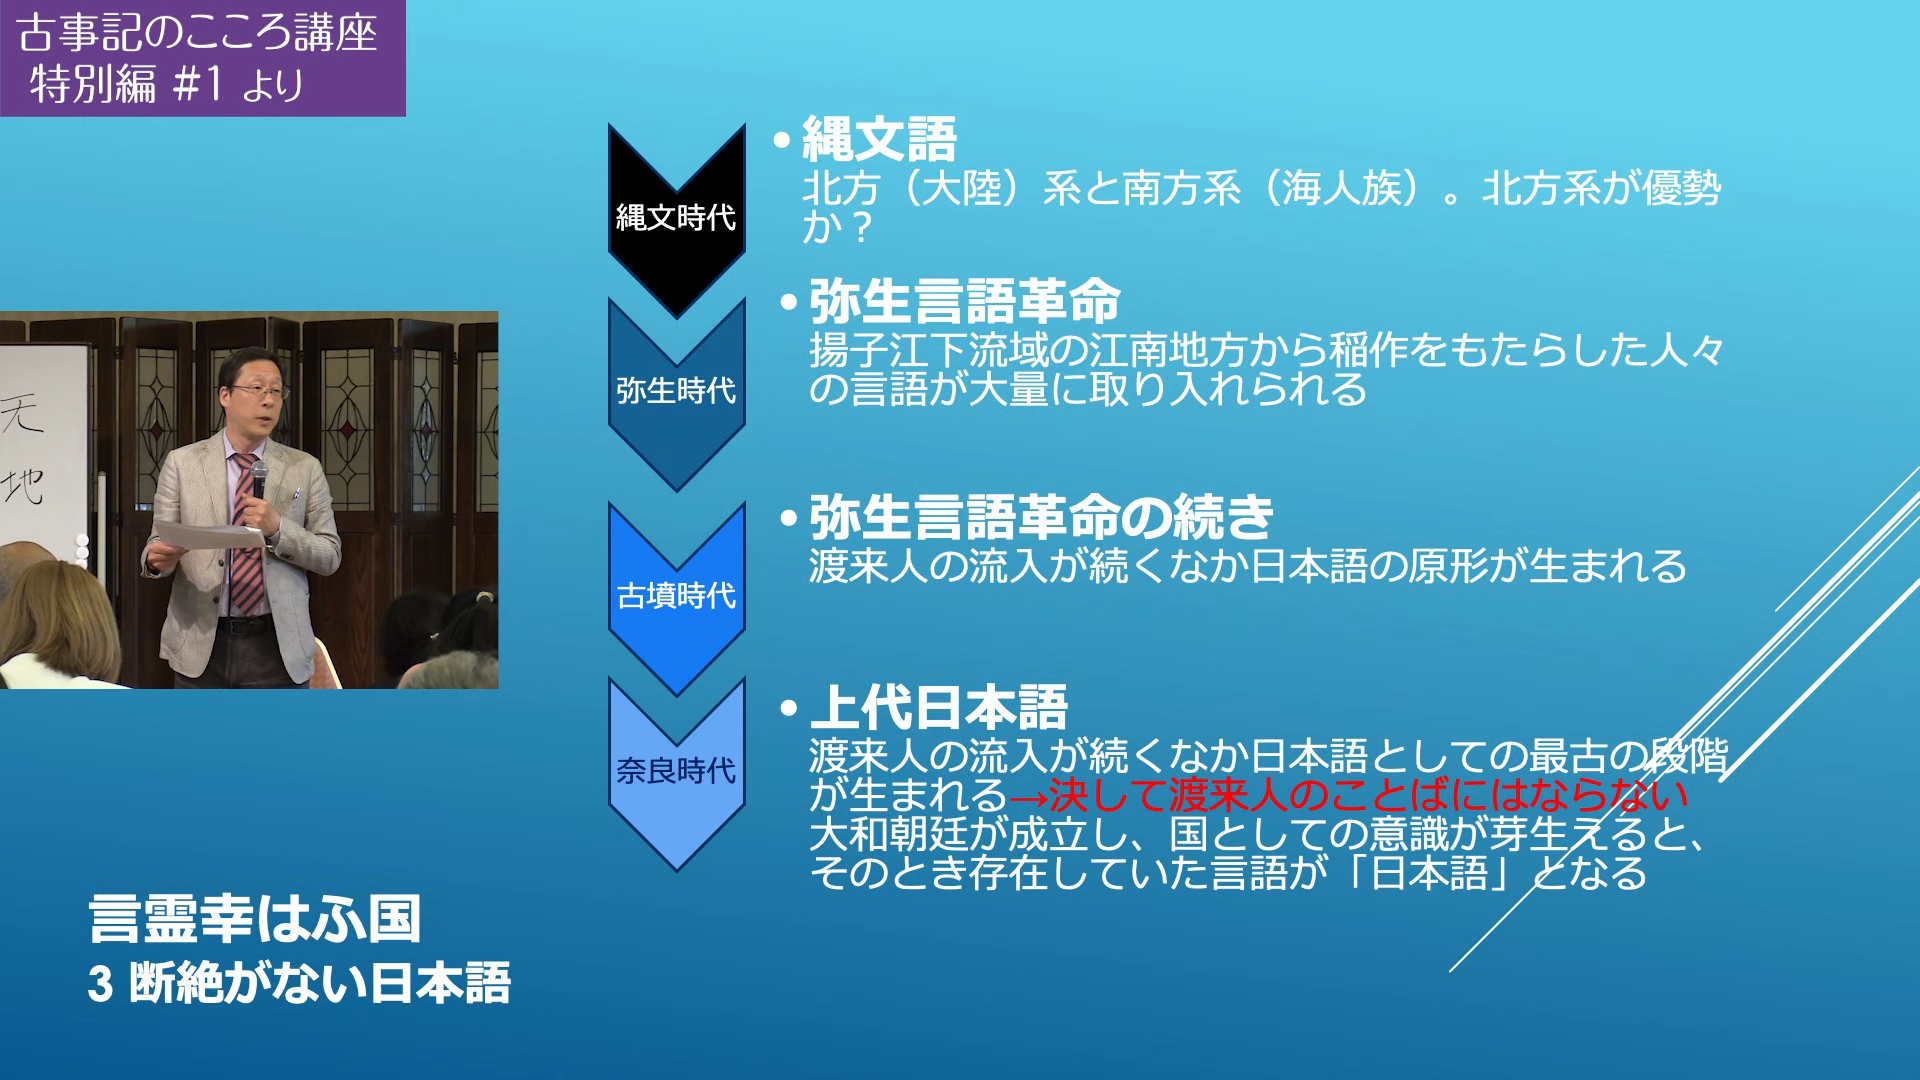 古事記のこころ講座
特別編 #1 より
天
地
縄文時代
• 縄文語
北方（大陸）系と南方系（海人族）。北方系が優勢
か？
弥生時代
• 弥生言語革命
揚子江下流域の江南地方から稲作をもたらした人々
の言語が大量に取り入れられる
古墳時代
• 弥生言語革命の続き
渡来人の流入が続くなか日本語の原形が生まれる
奈良時代
• 上代日本語
渡来人の流入が続くなか日本語としての最古の段階
が生まれる→決して渡来人のことばにはならない
大和朝廷が成立し、国としての意識が芽生えると、
そのとき存在していた言語が「日本語」となる
言霊幸はふ国
3 断絶がない日本語